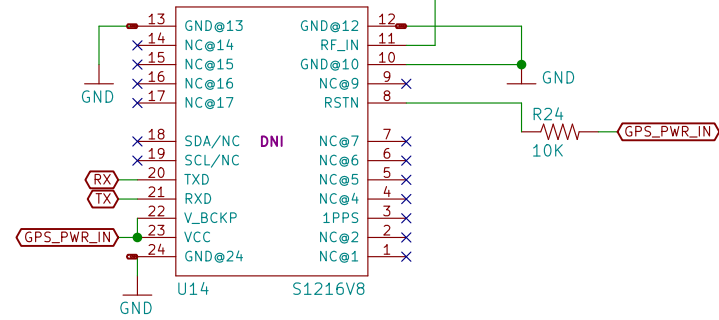 13 GND@13 GND@12 12
14 NC@14 RF_IN 11
15 NC@15 GND@10 10
16 NC@16 NC@9 9
17 NC@17 RSTN 8
GND
GND
R24
10K
GPS_PWR_IN
18 SDA/NC DNI NC@7 7
19 SCL/NC NC@6 6
RX 20 TXD NC@5 5
TX 21 RXD NC@4 4
22 V_BCKP 1PPS 3
GPS_PWR_IN 23 VCC NC@2 2
24 GND@24 NC@1 1
GND
U14 S1216V8